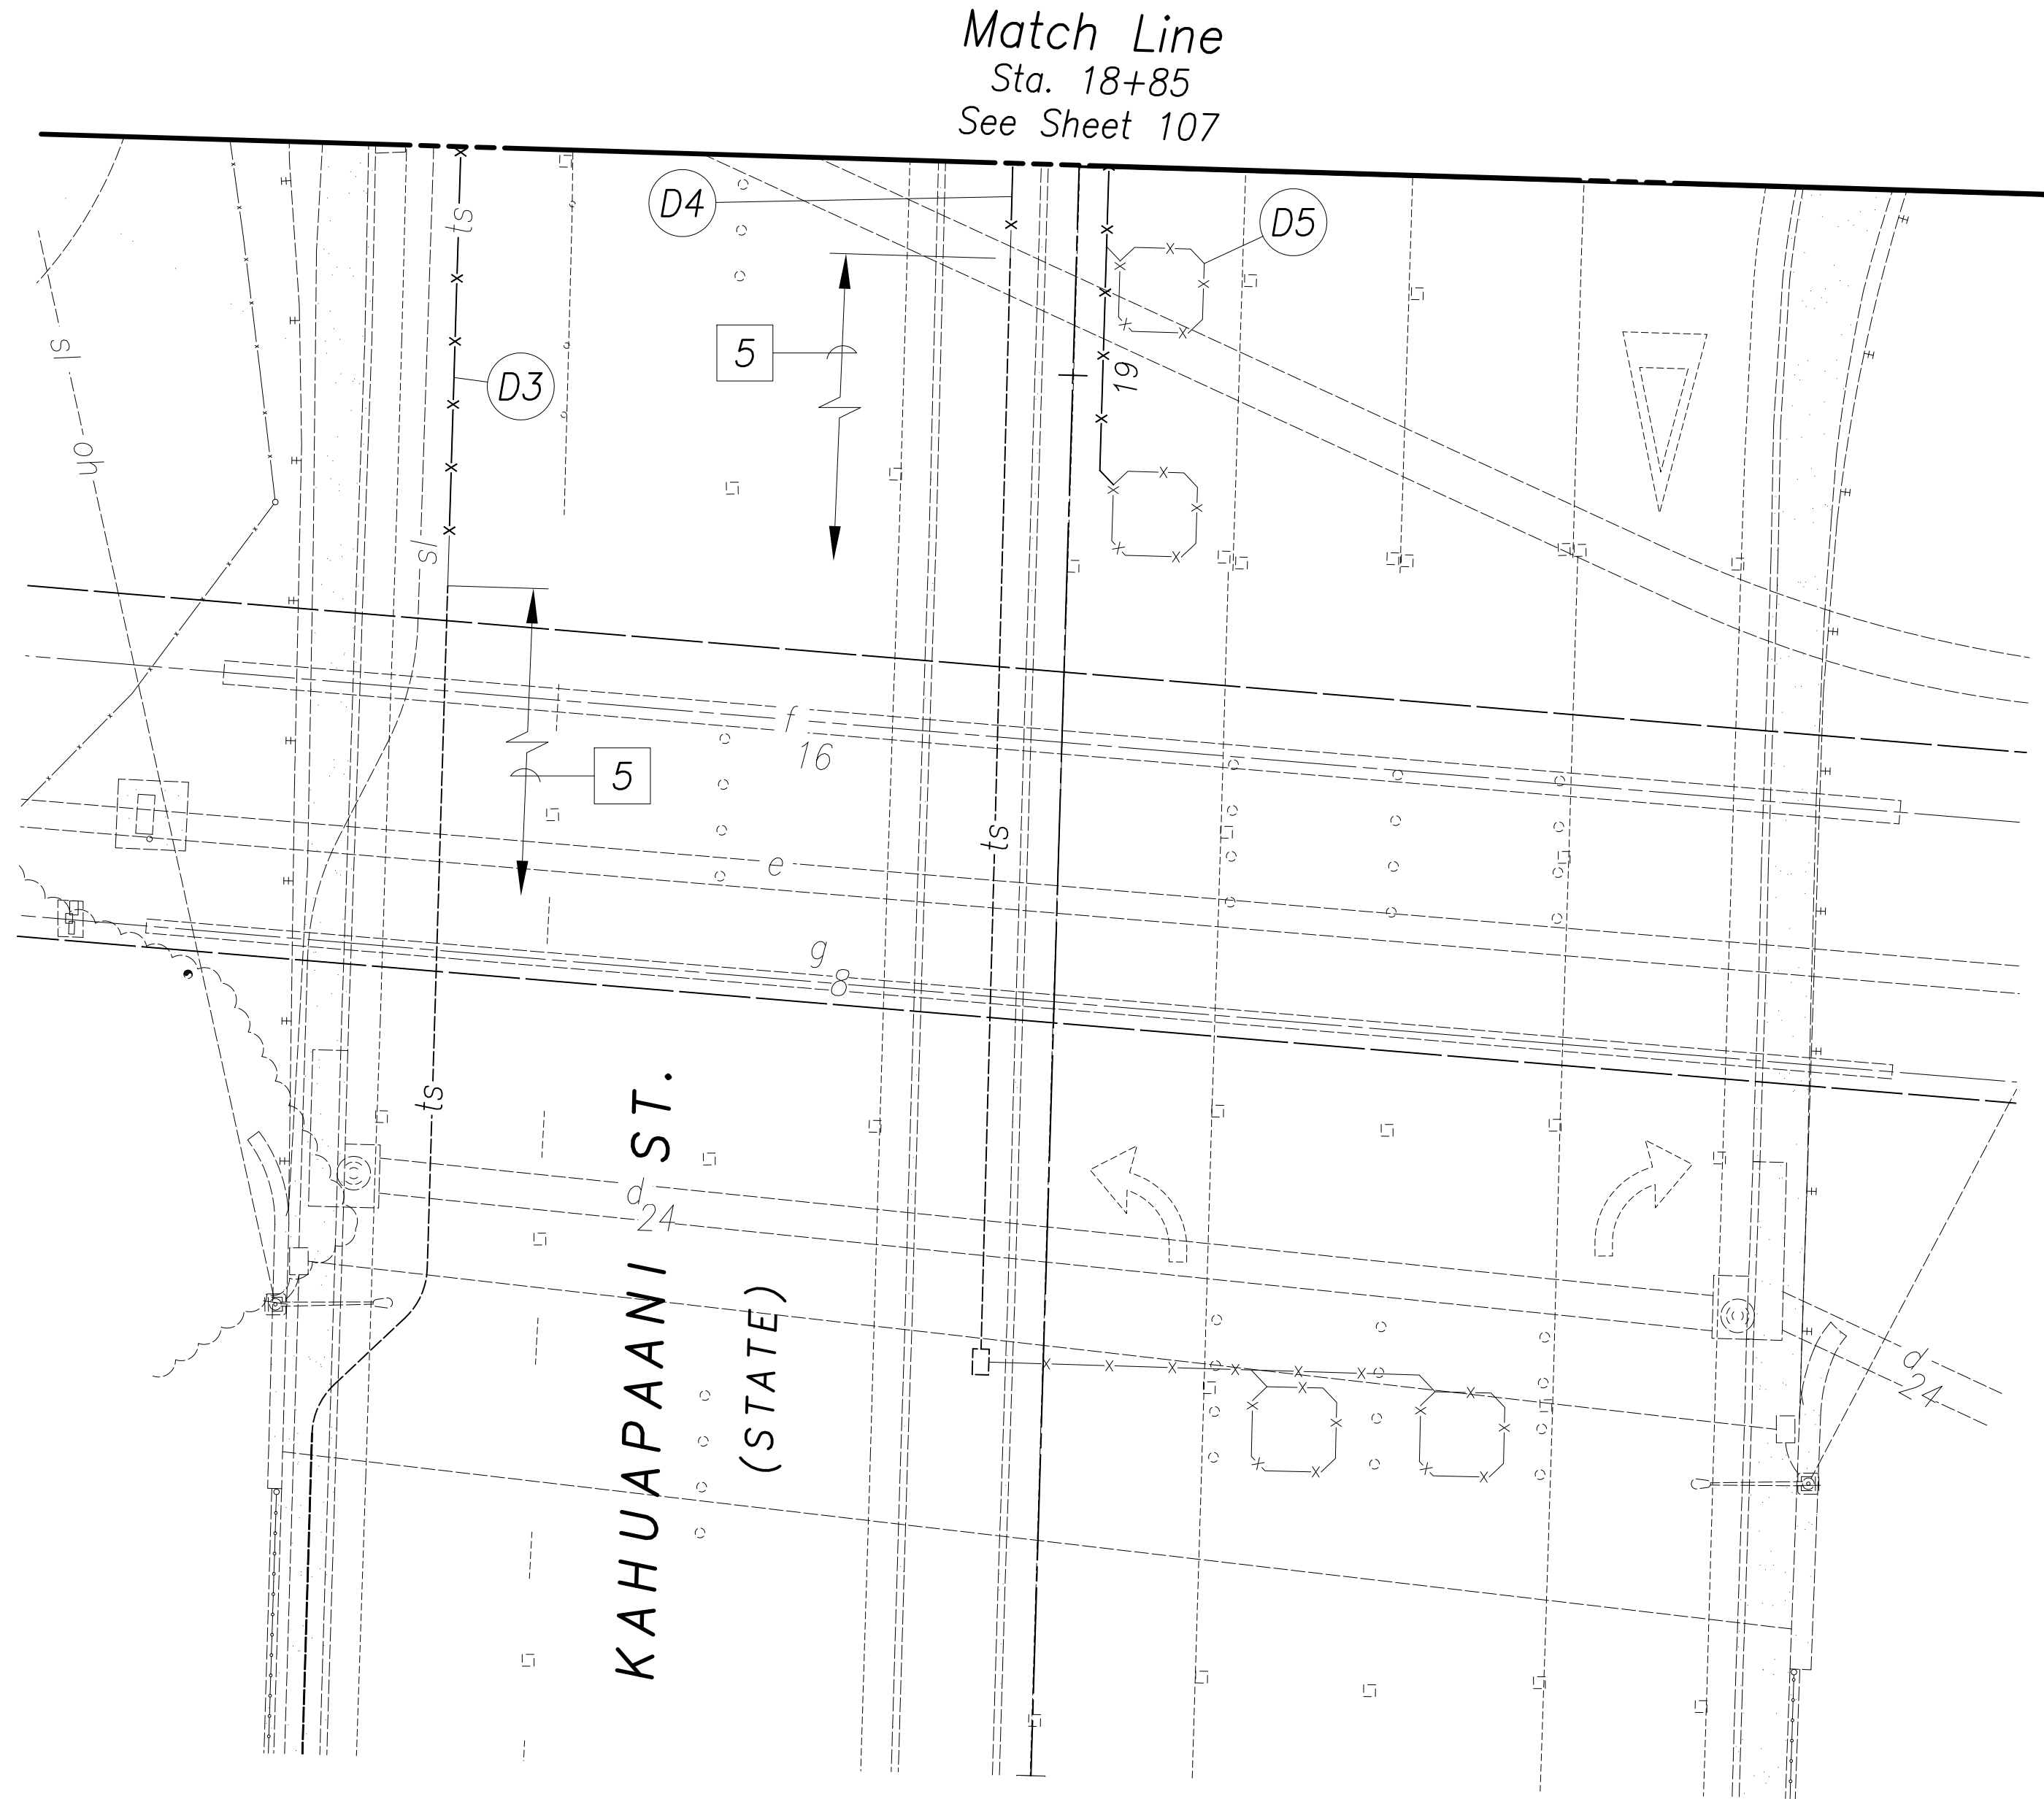 Match Line
Sta. 18+85
See Sheet 107
D4
D5
ts
5
sl
D3
19
oh
sl
f
16
5
ts
e
g
8
ts
d
24
KAHUAPAANI ST.
(STATE)
d
24